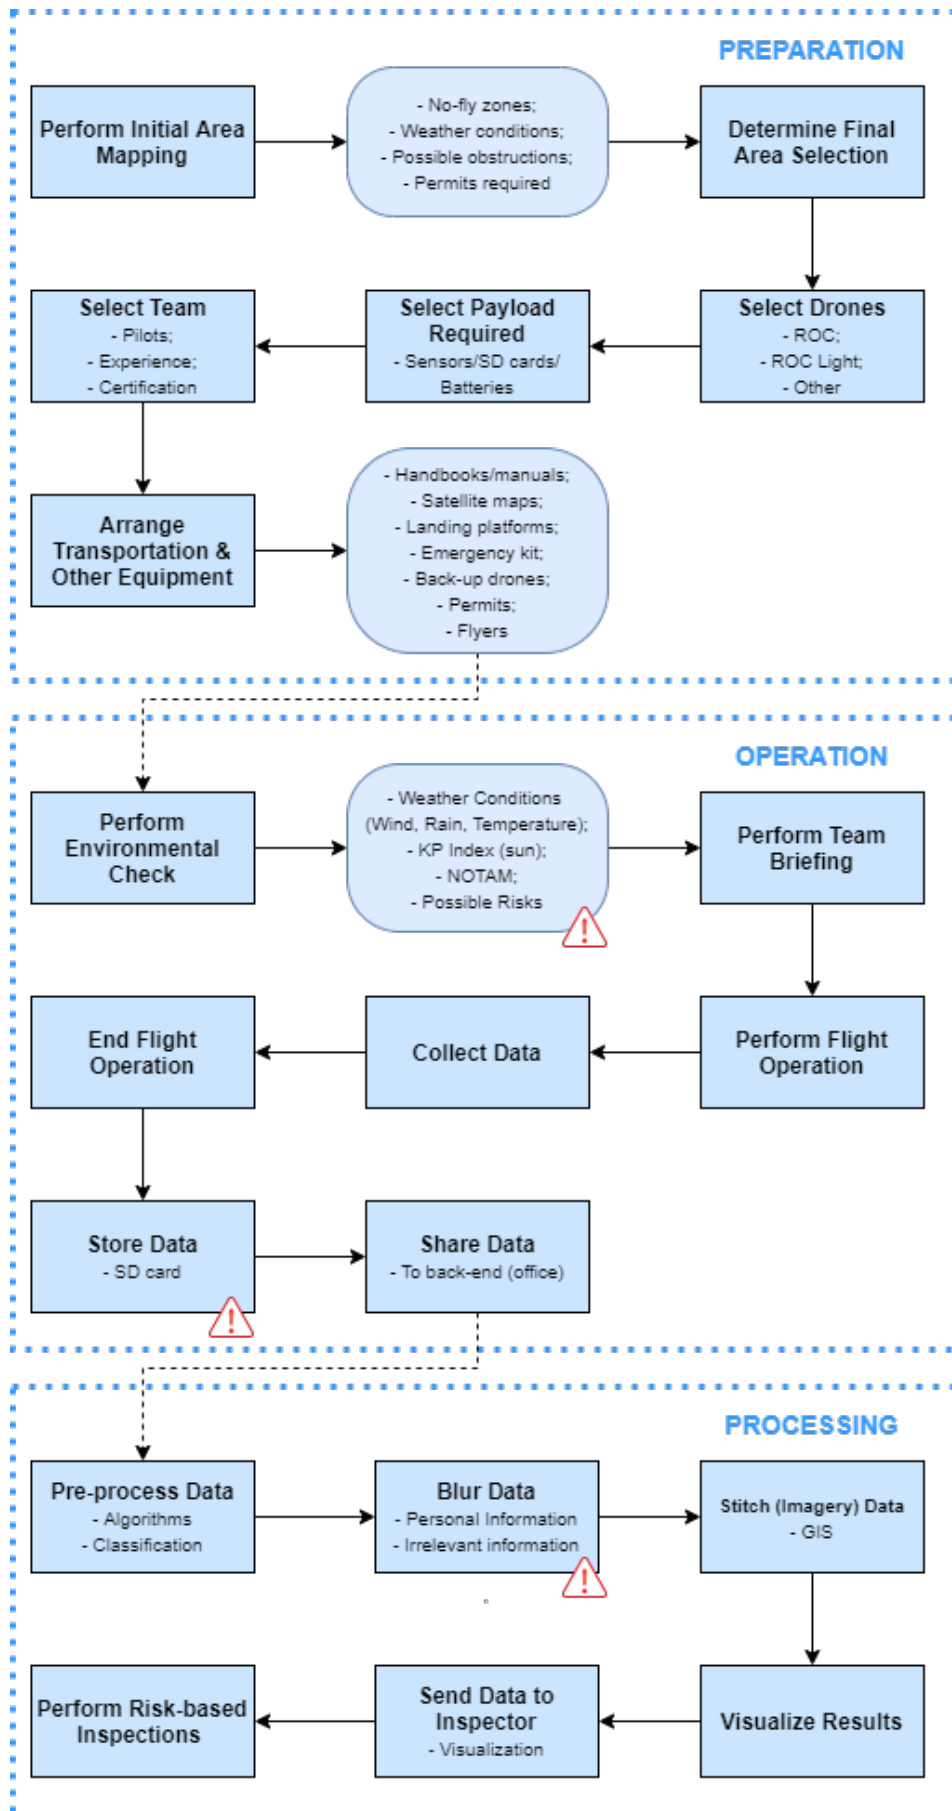 PREPARATION
Perform Initial Area
Mapping
- No-fly zones;
- Weather conditions;
- Possible obstructions;
- Permits required
Determine Final
Area Selection
Select Team
- Pilots;
- Experience;
- Certification
Select Payload
Required
- Sensors/SD cards/
Batteries
Select Drones
- ROC;
- ROC Light;
- Other
Arrange
Transportation &
Other Equipment
- Handbooks/manuals;
- Satellite maps;
- Landing platforms;
- Emergency kit;
- Back-up drones;
- Permits;
- Flyers
OPERATION
Perform
Environmental
Check
- Weather Conditions
(Wind, Rain, Temperature);
- KP Index (sun);
- NOTAM;
- Possible Risks
Perform Team
Briefing
End Flight
Operation
Collect Data
Perform Flight
Operation
Store Data
- SD card
Share Data
- To back-end (office)
PROCESSING
Pre-process Data
- Algorithms
- Classification
Blur Data
- Personal Information
- Irrelevant information
Stitch (Imagery) Data
- GIS
Perform Risk-based
Inspections
Send Data to
Inspector
- Visualization
Visualize Results